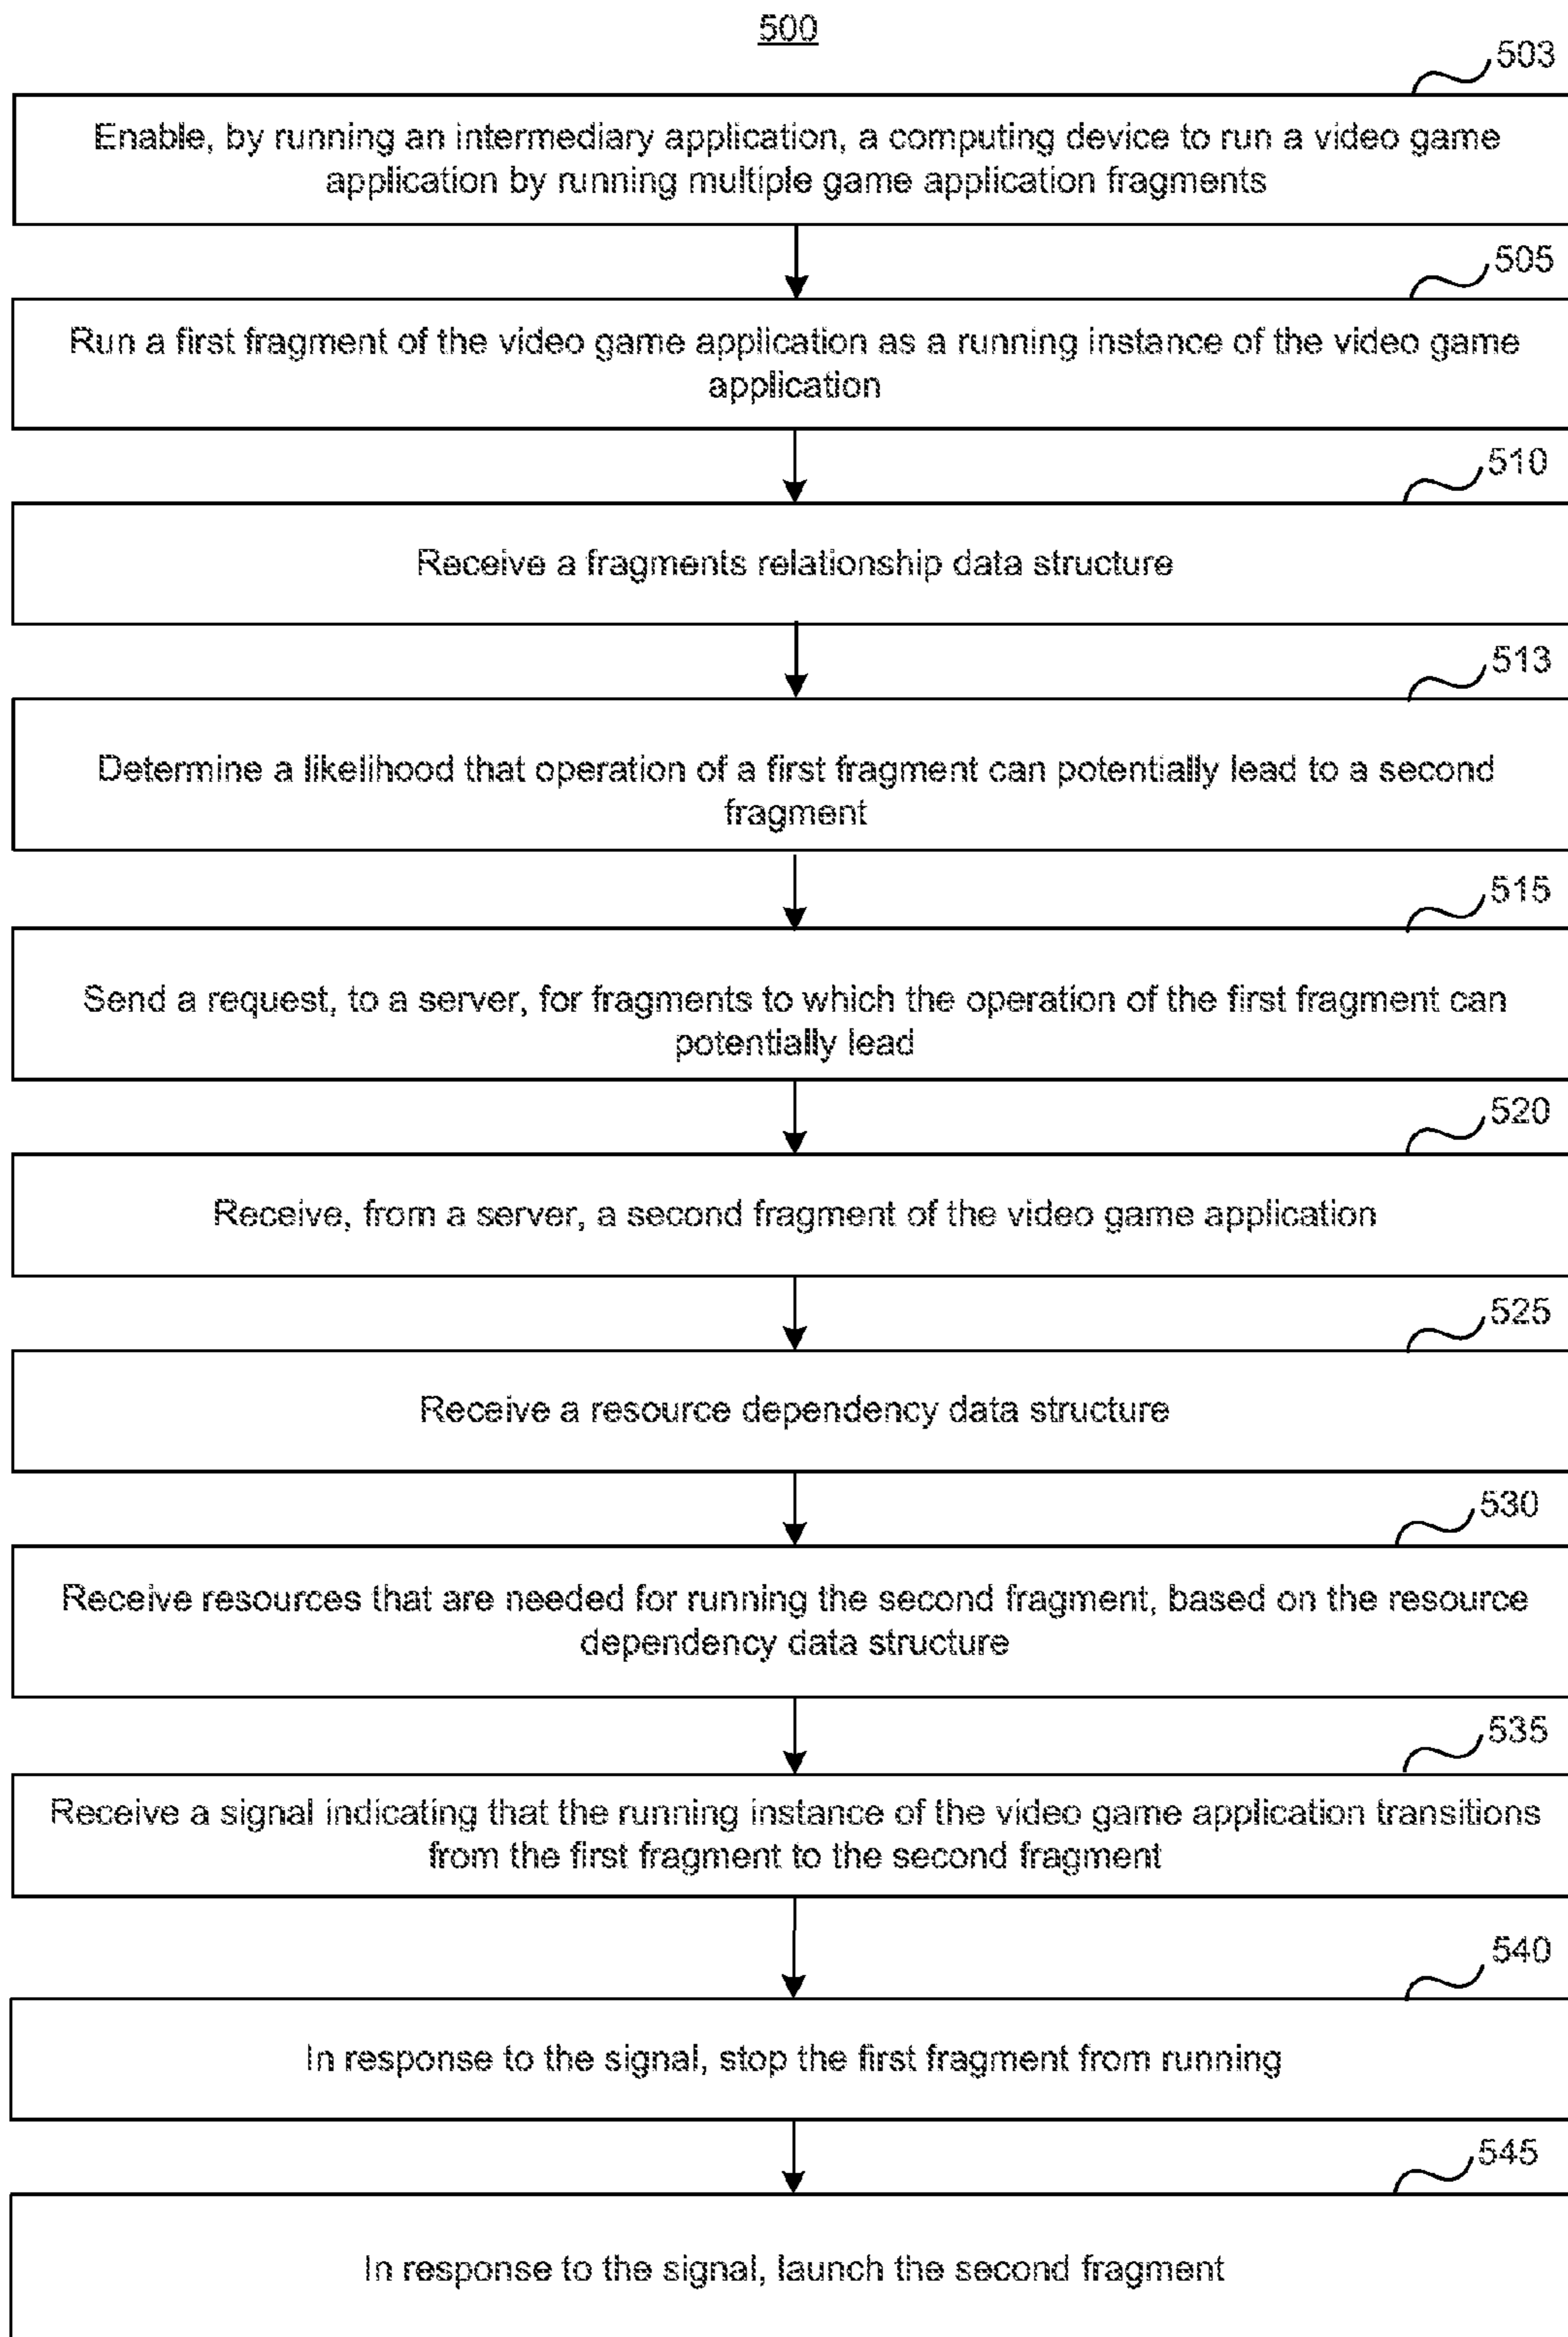 500
503
Enable, by running an intermediary application, a computing device to run a video game
application by running multiple game application fragments
505
Run a first fragment of the video game application as a running instance of the video game
application
510
Receive a fragments relationship data structure
513
Determine a likelihood that operation of a first fragment can potentially lead to a second
fragment
515
Send a request, to a server, for fragments to which the operation of the first fragment can
potentially lead
520
Receive, from a server, a second fragment of the video game application
525
Receive a resource dependency data structure
530
Receive resources that are needed for running the second fragment, based on the resource
dependency data structure
535
Receive a signal indicating that the running instance of the video game application transitions
from the first fragment to the second fragment
540
In response to the signal, stop the first fragment from running
545
In response to the signal, launch the second fragment